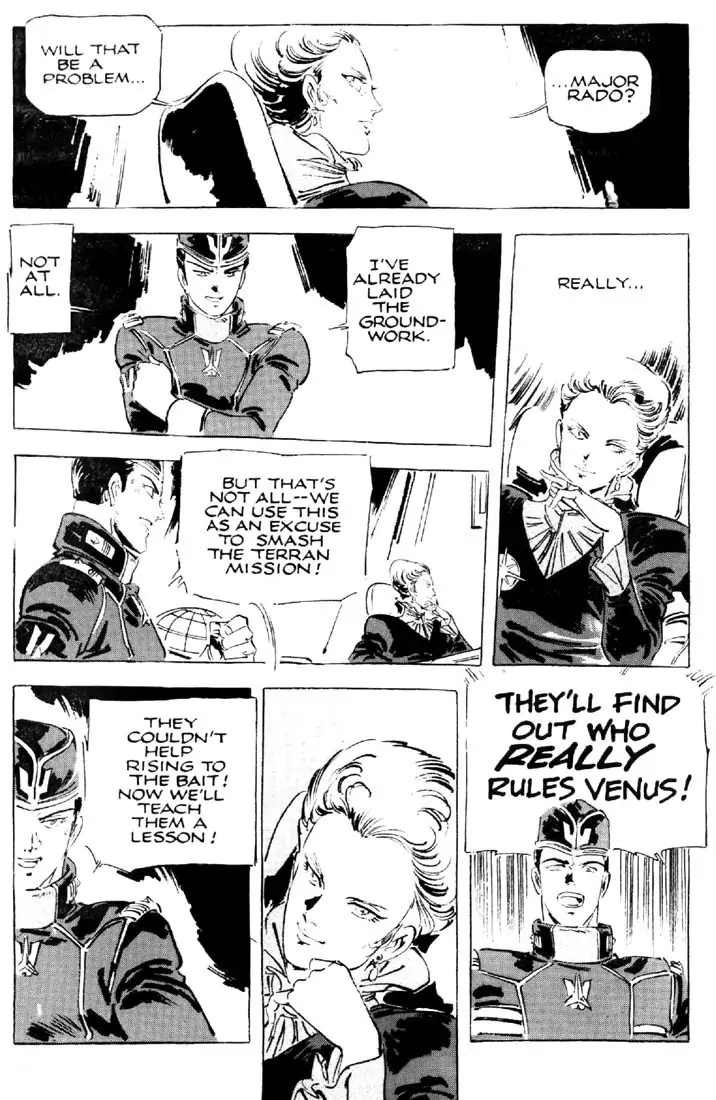 WILL THAT
BE A
PROBLEM...
...MAJOR
RADO?
NOT
AT
ALL.
I'VE
ALREADY
LAID
THE
GROUND-
WORK.
REALLY...
BUT THAT'S
NOT ALL--WE
CAN USE THIS
AS AN EXCUSE
TO SMASH
THE TERRAN
MISSION!
THEY
COULDN'T
HELP
RISING TO
THE BAIT!
NOW WE'LL
TEACH
THEM A
LESSON!
THEY'LL FIND
OUT WHO
REALLY
RULES VENUS!